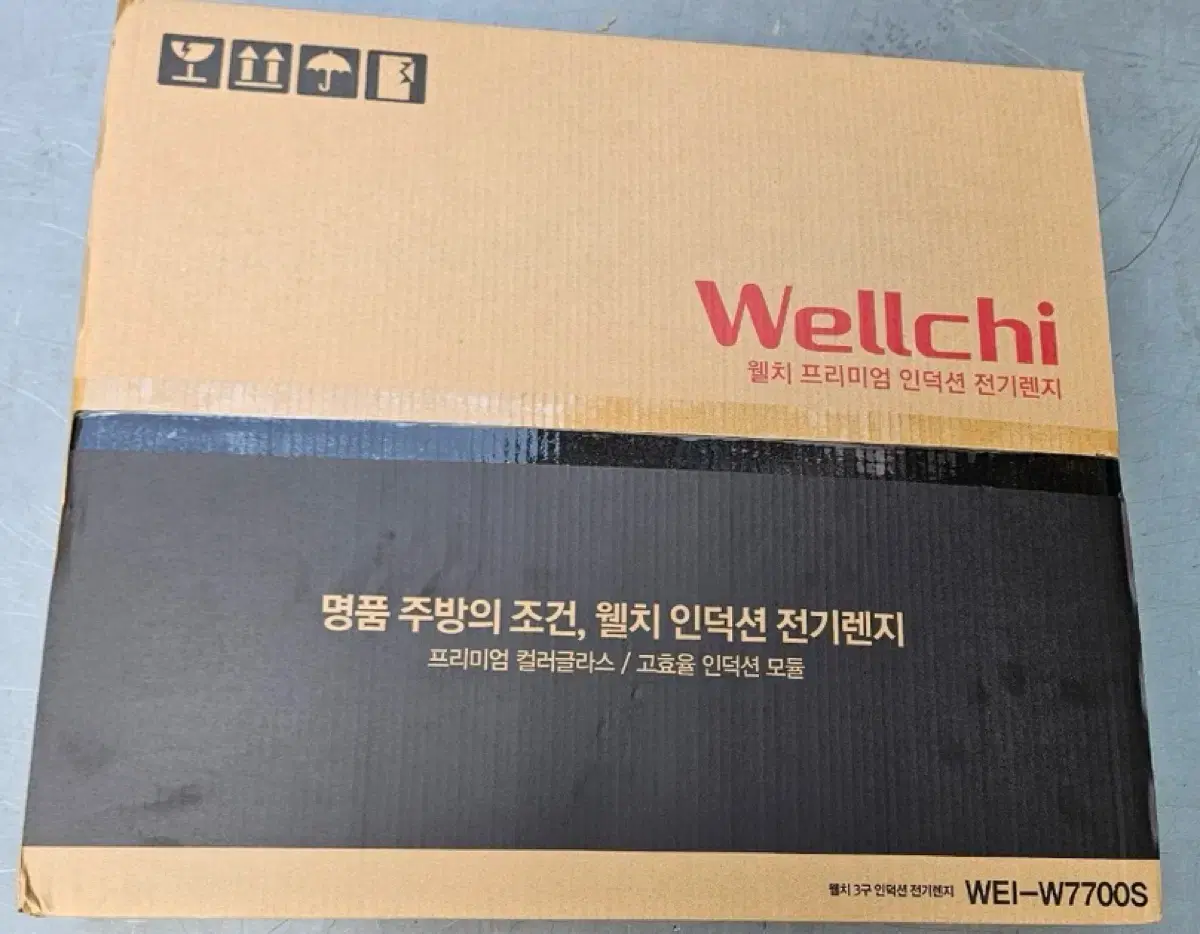 Wellchi
웰치 프리미엄 인덕션 전기렌지
명품 주방의 조건, 웰치 인덕션 전기렌지
프리미엄 컬러글라스 / 고효율 인덕션 모듈
웰치 3구 인덕션 전기렌지 WEI-W7700S